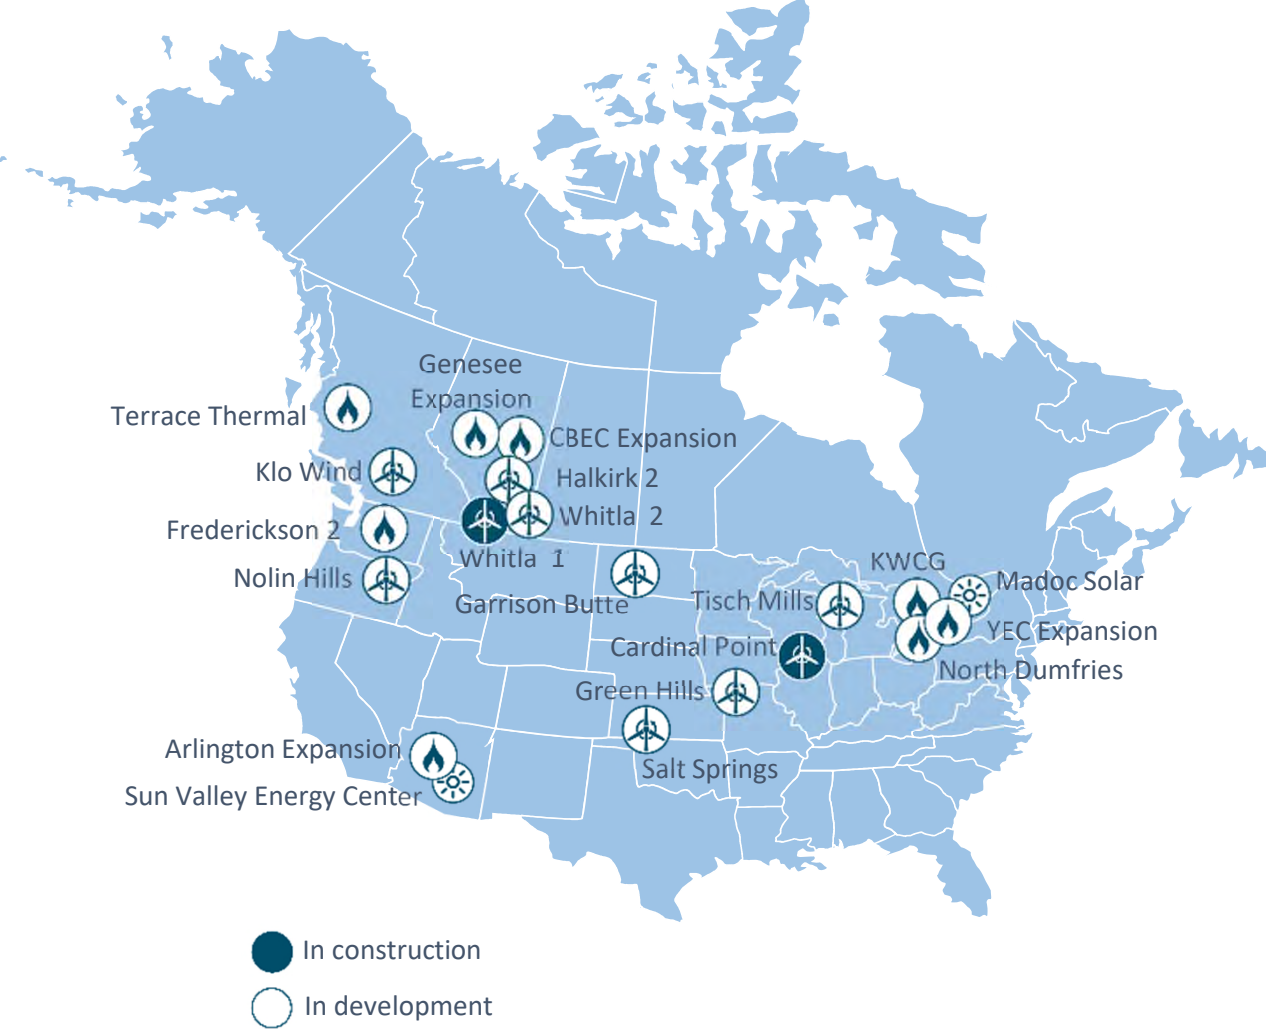 Genesee
Expansion
Terrace Thermal
CBEC Expansion
Klo Wind
Halkirk 2
Whitla 2
Frederickson 2
Whitla 1
KWCG
Nolin Hills
Madoc Solar
Garrison Butte
Tisch Mills
YEC Expansion
Cardinal Point
North Dumfries
Green Hills
Arlington Expansion
Salt Springs
Sun Valley Energy Center
In construction
In development